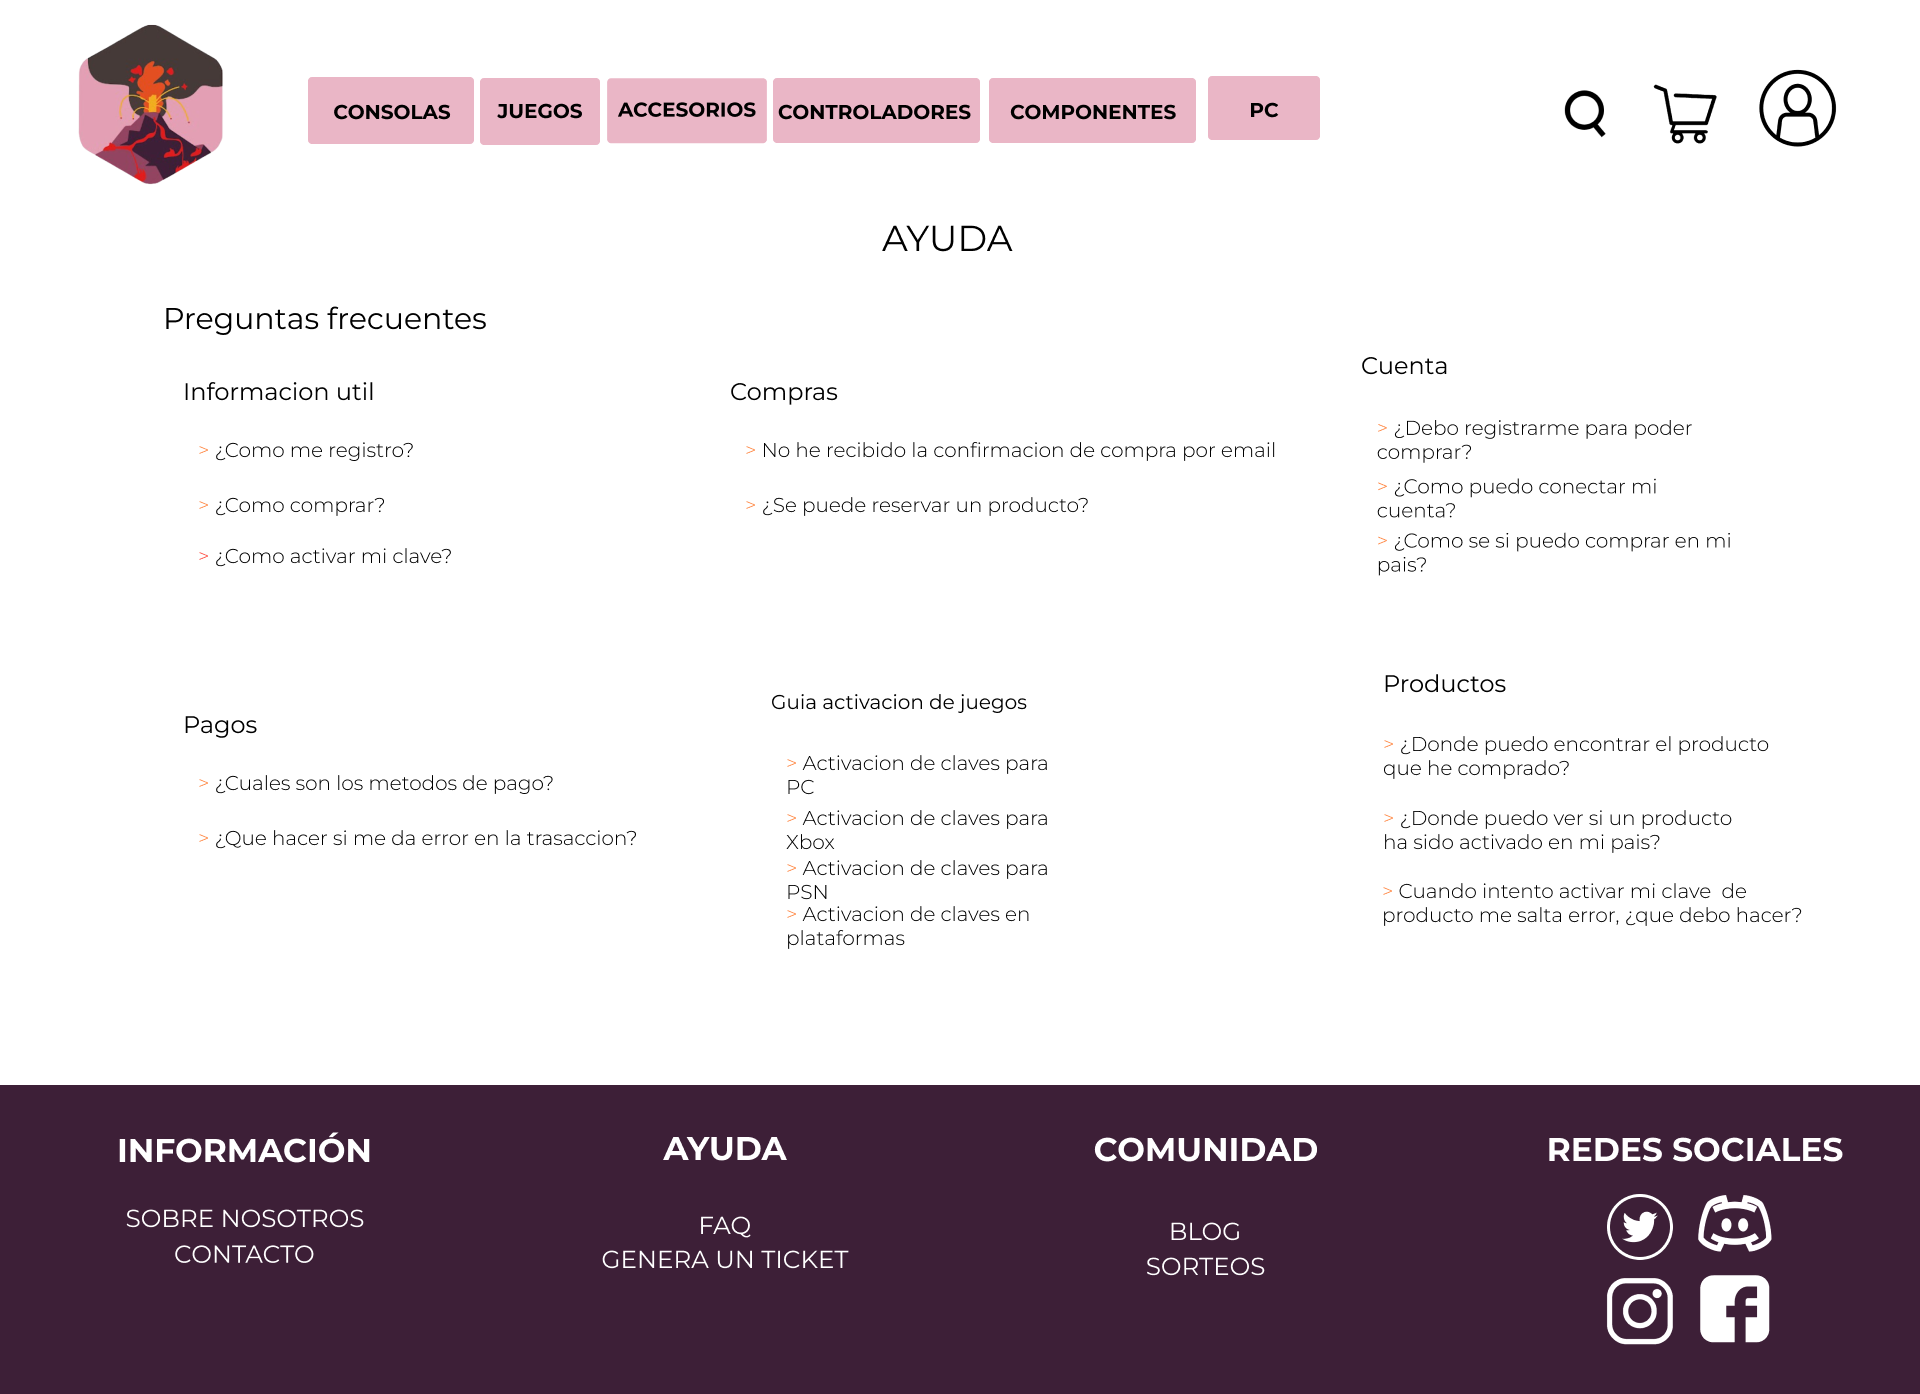 CONSOLAS
JUEGOS
ACCESORIOS
CONTROLADORES
COMPONENTES
PC
AYUDA
Preguntas frecuentes
Informacion util
> ¿Como me registro?
> ¿Como comprar?
> ¿Como activar mi clave?
Compras
> No he recibido la confirmacion de compra por email
> ¿Se puede reservar un producto?
Cuenta
> ¿Debo registrarme para poder
comprar?
> ¿Como puedo conectar mi
cuenta?
> ¿Como se si puedo comprar en mi
pais?
Pagos
> ¿Cuales son los metodos de pago?
> ¿Que hacer si me da error en la trasaccion?
Guia activacion de juegos
> Activacion de claves para
PC
> Activacion de claves para
Xbox
> Activacion de claves para
PSN
> Activacion de claves en
plataformas
Productos
> ¿Donde puedo encontrar el producto
que he comprado?
> ¿Donde puedo ver si un producto
ha sido activado en mi pais?
> Cuando intento activar mi clave  de
producto me salta error, ¿que debo hacer?
INFORMACIÓN
SOBRE NOSOTROS
CONTACTO
AYUDA
FAQ
GENERA UN TICKET
COMUNIDAD
BLOG
SORTEOS
REDES SOCIALES